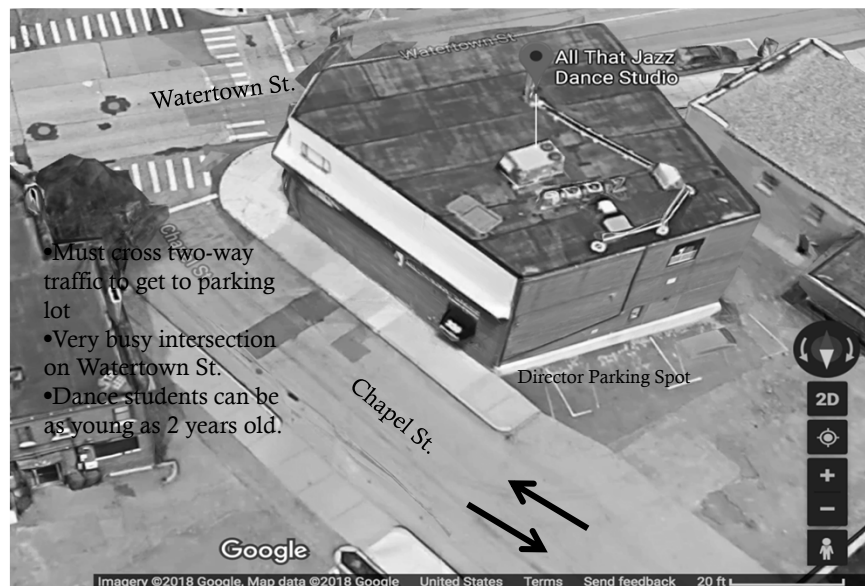 Watertown St.
Watertown St
All That Jazz
Dance Studio
Chapel St
•Must cross two-way
traffic to get to parking
lot
•Very busy intersection
on Watertown St.
•Dance students can be
as young as 2 years old.
Director Parking Spot
Chapel St.
2D
+
−
Google
Imagery ©2018 Google, Map data ©2018 Google United States Terms Send feedback 20 ft